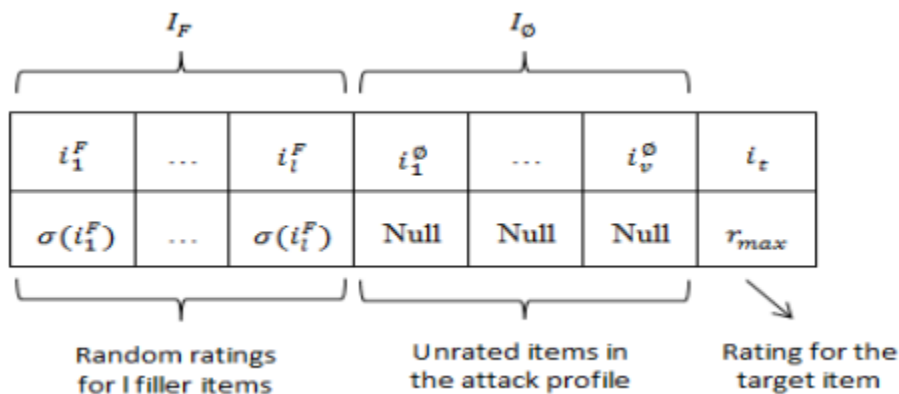 I_F I_∅
i_1^F … i_l^F i_1^∅ … i_v^∅ i_t
σ(i_1^F) … σ(i_l^F) Null Null Null r_max
Random ratings Unrated items in Rating for the
for l filler items the attack profile target item